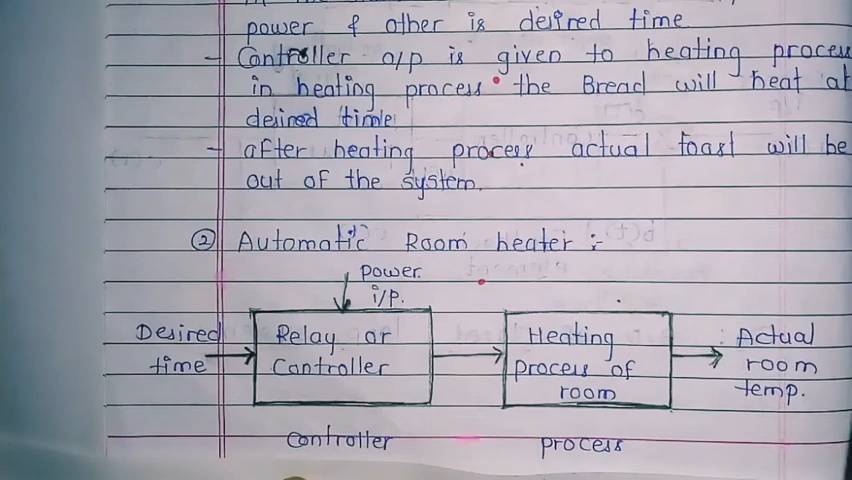 power & other is desired time
- Controller o/p is given to heating process
in heating process the Bread will heat at
desired time
- after heating process actual toast will be
out of the system.
② Automatic Room heater :-
power
i/p.
Desired
time
Relay or
Controller
Heating
process of
room
Actual
room
temp.
controller
process